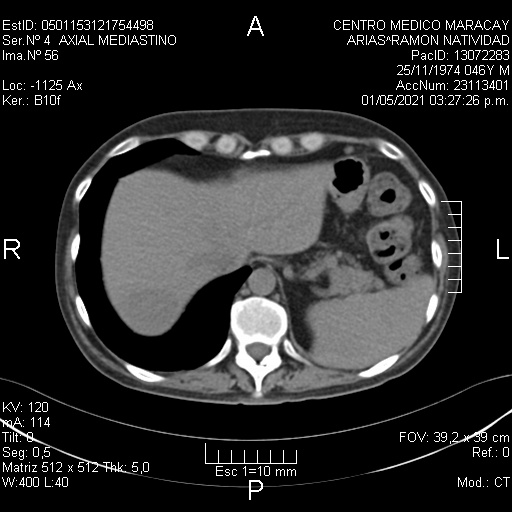 EstID: 0501153121754498
Ser.Nº 4 AXIAL MEDIASTINO
Ima.Nº 56
Loc: -1125 Ax
Ker.: B10f
A
CENTRO MEDICO MARACAY
ARIAS^RAMON NATIVIDAD
PacID: 13072283
25/11/1974 046Y M
AccNum: 23113401
01/05/2021 03:27:26 p.m.
R
L
KV: 120
mA: 114
Tilt: 0
Seg: 0,5
Matriz 512 x 512 Thk: 5,0
W:400 L:40
Esc 1=10 mm
P
FOV: 39,2 x 39 cm
Ref.: 0
Mod.: CT